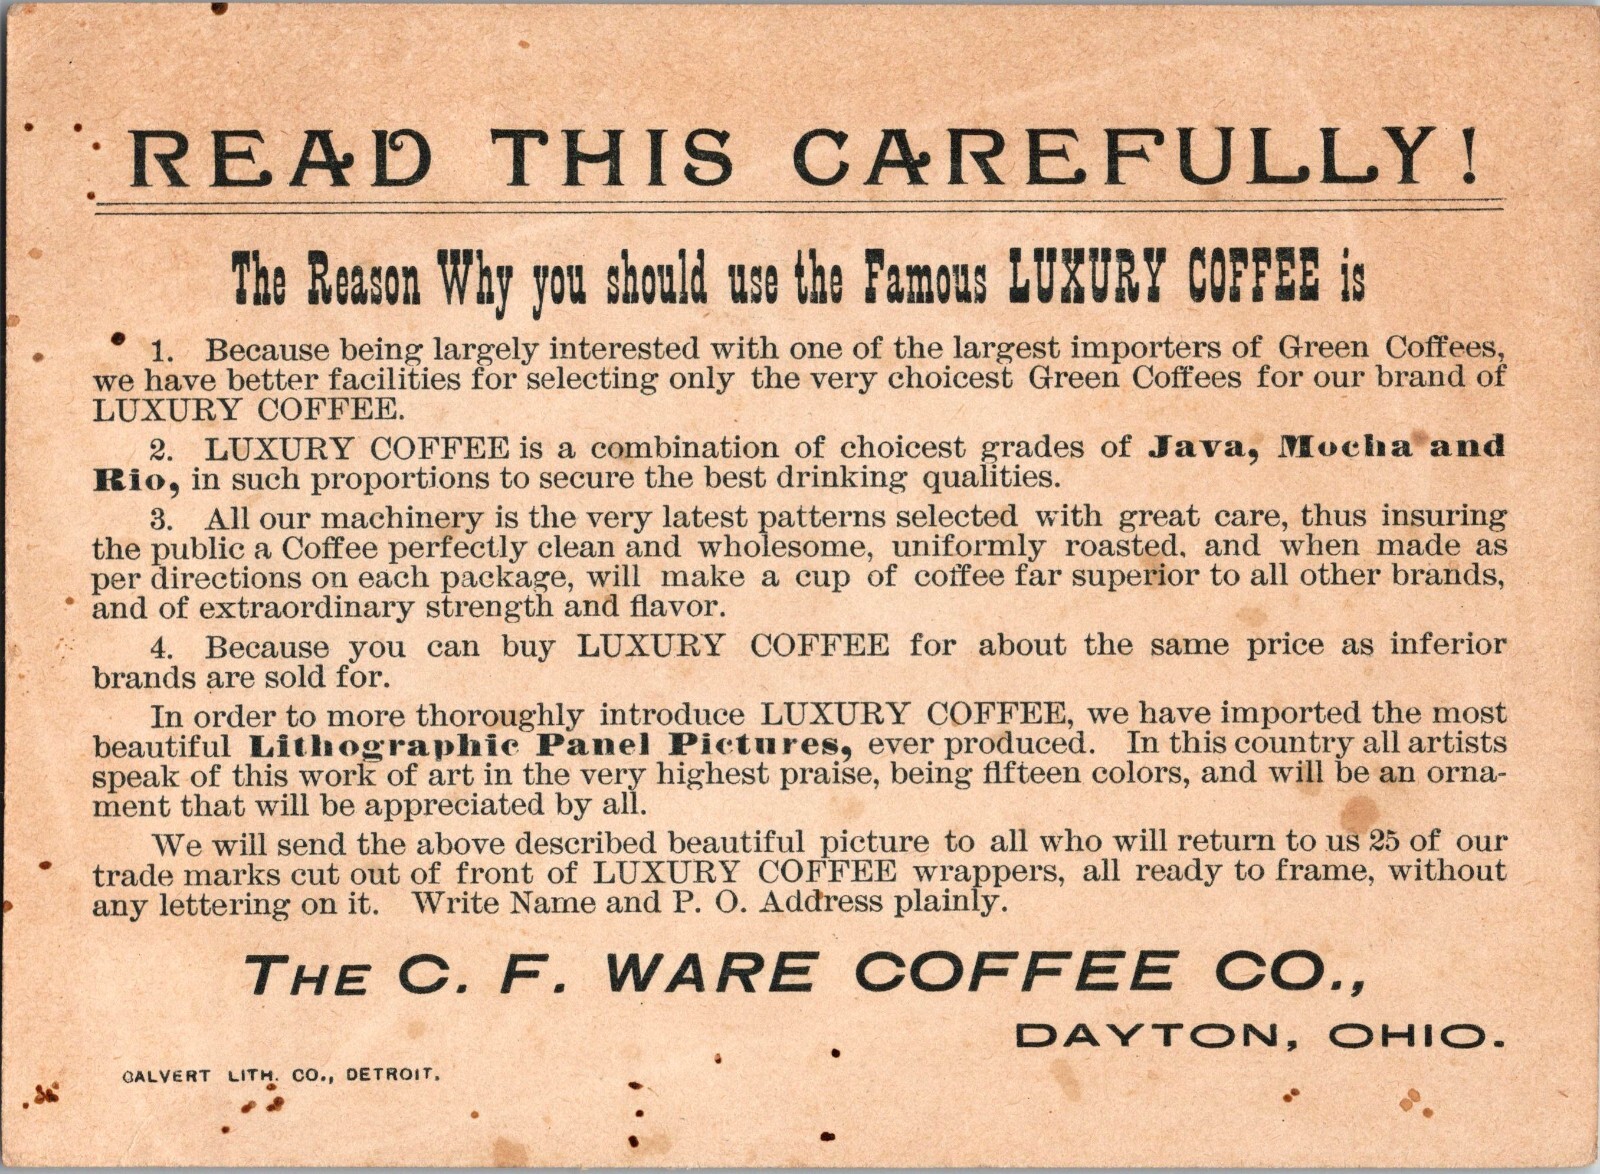 READ THIS CAREFULLY!
The Reason Why you should use the Famous LUXURY COFFEE is
1. Because being largely interested with one of the largest importers of Green Coffees,
we have better facilities for selecting only the very choicest Green Coffees for our brand of
LUXURY COFFEE.
2. LUXURY COFFEE is a combination of choicest grades of Java, Mocha and
Rio, in such proportions to secure the best drinking qualities.
3. All our machinery is the very latest patterns selected with great care, thus insuring
the public a Coffee perfectly clean and wholesome, uniformly roasted, and when made as
per directions on each package, will make a cup of coffee far superior to all other brands,
and of extraordinary strength and flavor.
4. Because you can buy LUXURY COFFEE for about the same price as inferior
brands are sold for.
In order to more thoroughly introduce LUXURY COFFEE, we have imported the most
beautiful Lithographic Panel Pictures, ever produced. In this country all artists
speak of this work of art in the very highest praise, being fifteen colors, and will be an orna-
ment that will be appreciated by all.
We will send the above described beautiful picture to all who will return to us 25 of our
trade marks cut out of front of LUXURY COFFEE wrappers, all ready to frame, without
any lettering on it. Write Name and P. O. Address plainly.
THE C. F. WARE COFFEE CO.,
DAYTON, OHIO.
CALVERT LITH. CO., DETROIT.